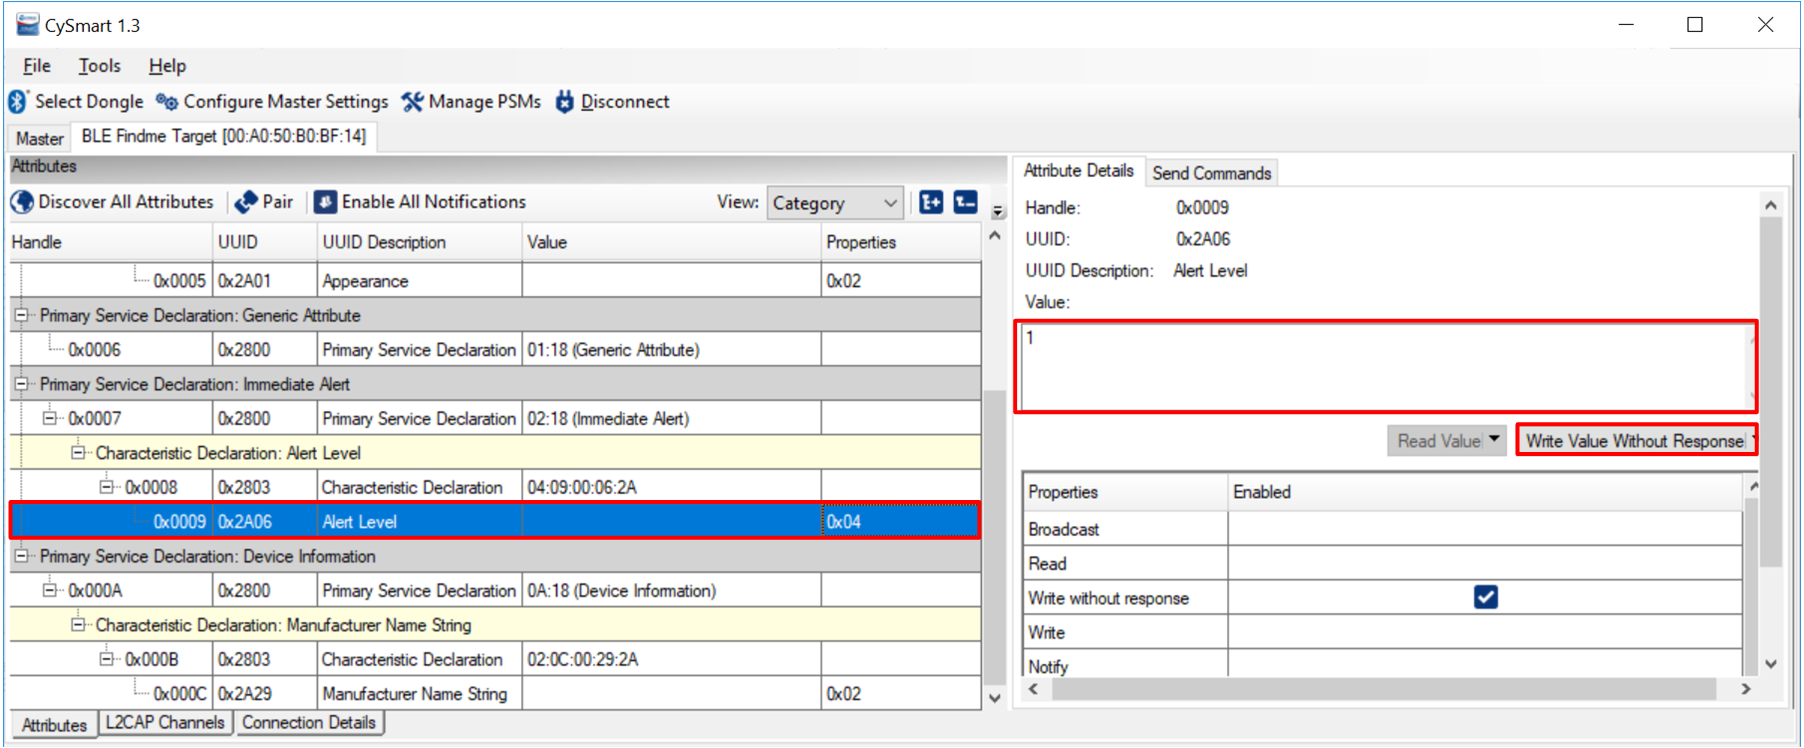 CySmart 1.3
File Tools Help
Select Dongle Configure Master Settings Manage PSMs Disconnect
Master BLE Findme Target [00:A0:50:B0:BF:14]
Attributes
Discover All Attributes Pair Enable All Notifications View: Category
Handle UUID UUID Description Value Properties
0x0005 0x2A01 Appearance 0x02
Primary Service Declaration: Generic Attribute
0x0006 0x2800 Primary Service Declaration 01:18 (Generic Attribute)
Primary Service Declaration: Immediate Alert
0x0007 0x2800 Primary Service Declaration 02:18 (Immediate Alert)
Characteristic Declaration: Alert Level
0x0008 0x2803 Characteristic Declaration 04:09:00:06:2A
0x0009 0x2A06 Alert Level 0x04
Primary Service Declaration: Device Information
0x000A 0x2800 Primary Service Declaration 0A:18 (Device Information)
Characteristic Declaration: Manufacturer Name String
0x000B 0x2803 Characteristic Declaration 02:0C:00:29:2A
0x000C 0x2A29 Manufacturer Name String 0x02
Attributes L2CAP Channels Connection Details
Attribute Details Send Commands
Handle: 0x0009
UUID: 0x2A06
UUID Description: Alert Level
Value:
1
Read Value Write Value Without Response
Properties Enabled
Broadcast
Read
Write without response
Write
Notify